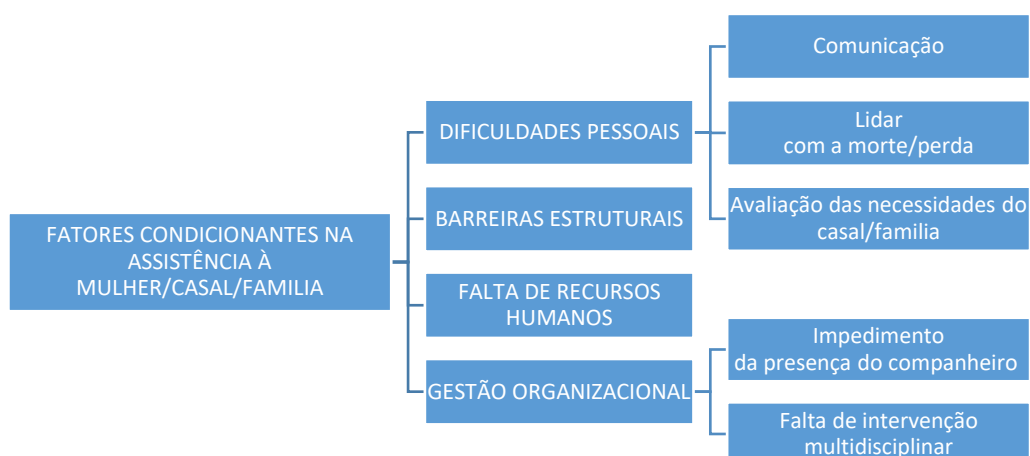 FATORES CONDICIONANTES NA
ASSISTÊNCIA À
MULHER/CASAL/FAMILIA
DIFICULDADES PESSOAIS
Comunicação
Lidar
com a morte/perda
Avaliação das necessidades do
casal/familia
BARREIRAS ESTRUTURAIS
FALTA DE RECURSOS
HUMANOS
GESTÃO ORGANIZACIONAL
Impedimento
da presença do companheiro
Falta de intervenção
multidisciplinar